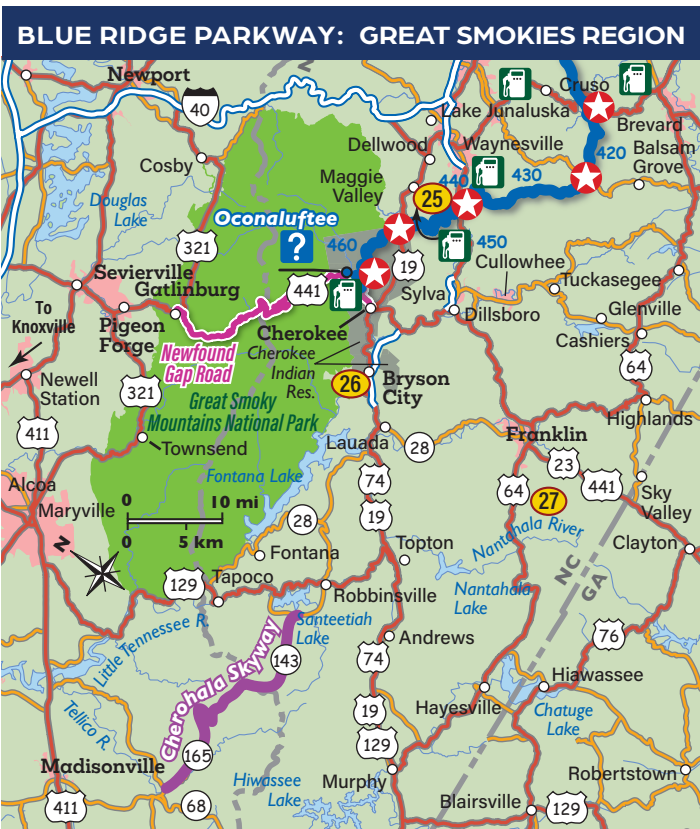 BLUE RIDGE PARKWAY: GREAT SMOKIES REGION
Newport
40
Cosby
Douglas
Lake
321
Oconaluftee
?
Cruso
Lake Junaluska
Brevard
Balsam
Grove
420
Dellwood
Waynesville
Maggie
Valley
440
430
25
460
450
19
Cullowhee
Tuckasegee
Sevierville
Gatlinburg
441
Sylva
Dillsboro
Glenville
Cashiers
To
Knoxville
Pigeon
Forge
Cherokee
Newfound
Gap Road
Cherokee
Indian
Res.
64
Newell
Station
321
26
Bryson
City
Great Smoky
Mountains National Park
Highlands
411
Townsend
Lauada
28
Franklin
23
Fontana Lake
74
64
441
27
Sky
Valley
Alcoa
Maryville
0
10 mi
0
5 km
19
28
Nantahala River
N
Fontana
Topton
Clayton
NC
GA
129
Tapoco
Robbinsville
Nantahala
Lake
Santeetlah
Lake
Little Tennessee R.
76
Cherohala Skyway
143
Andrews
74
Hiawassee
Tellico R.
19
Hayesville
Chatuge
Lake
165
129
Madisonville
Hiwassee
Lake
Murphy
Robertstown
411
68
Blairsville
129